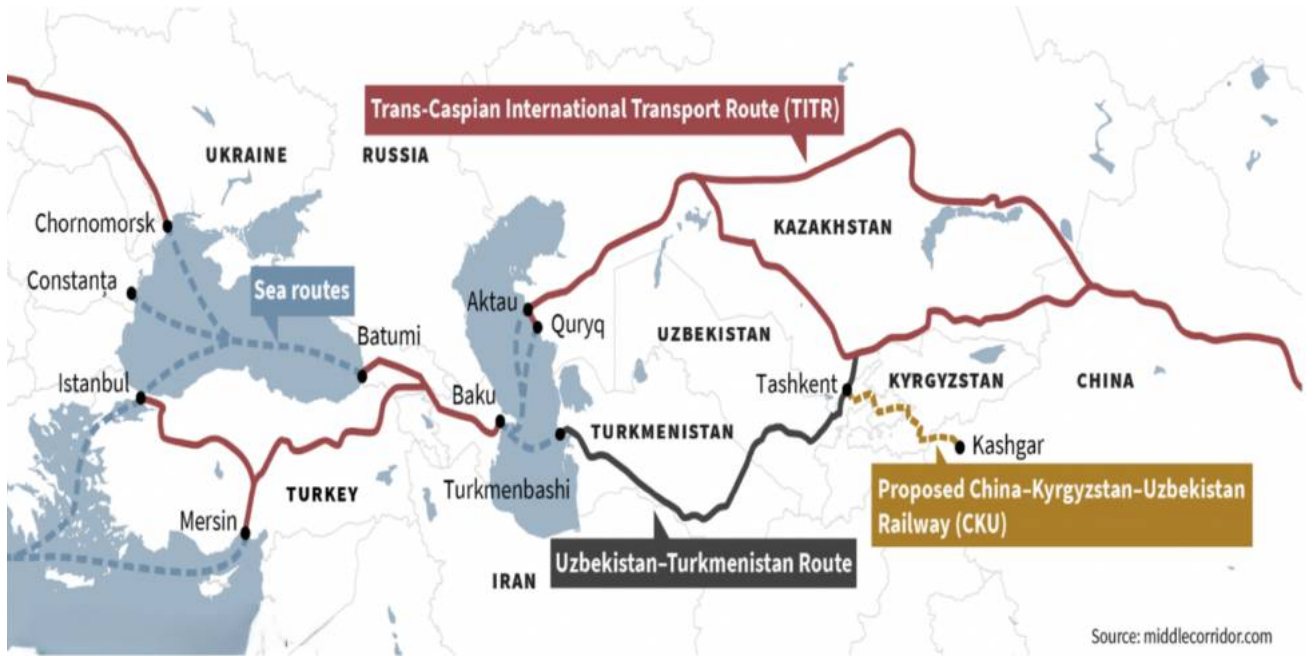 Trans-Caspian International Transport Route (TITR)
UKRAINE
RUSSIA
Chornomorsk
KAZAKHSTAN
Constanța
Sea routes
Aktau
Quryq
Batumi
UZBEKISTAN
Istanbul
Baku
Tashkent
KYRGYZSTAN
CHINA
TURKMENISTAN
Kashgar
TURKEY
Turkmenbashi
Proposed China–Kyrgyzstan–Uzbekistan
Railway (CKU)
Mersin
Uzbekistan–Turkmenistan Route
IRAN
Source: middlecorridor.com